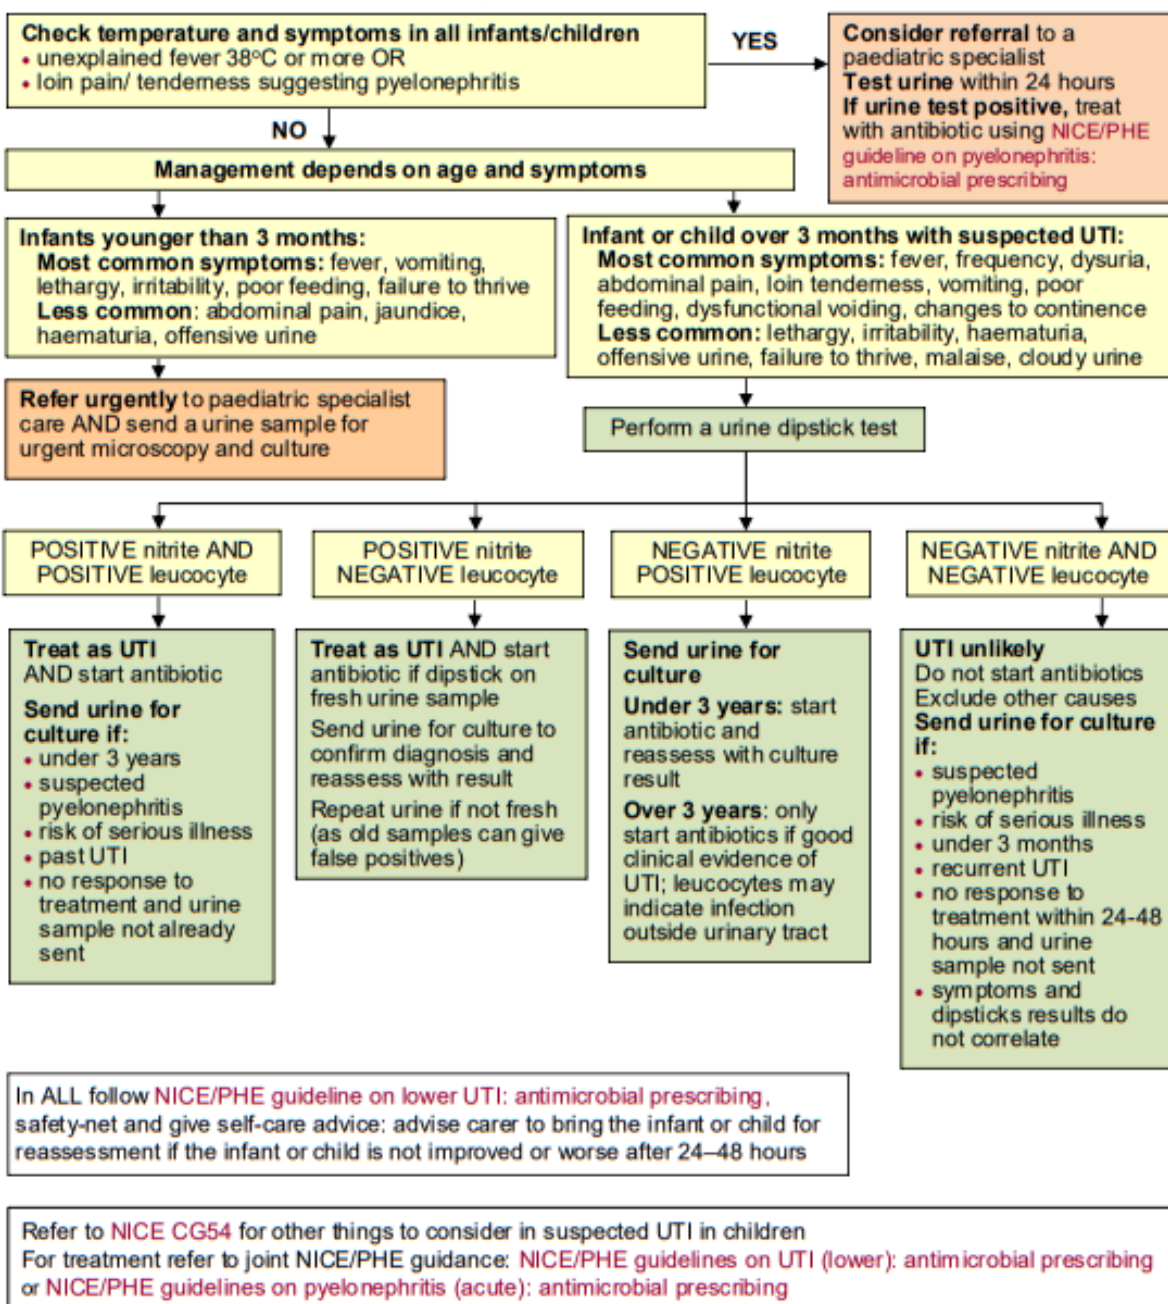 Check temperature and symptoms in all infants/children
• unexplained fever 38°C or more OR
• loin pain/ tenderness suggesting pyelonephritis
YES
Consider referral to a
paediatric specialist
Test urine within 24 hours
If urine test positive, treat
with antibiotic using NICE/PHE
guideline on pyelonephritis:
antimicrobial prescribing
NO
Management depends on age and symptoms
Infants younger than 3 months:
Most common symptoms: fever, vomiting,
lethargy, irritability, poor feeding, failure to thrive
Less common: abdominal pain, jaundice,
haematuria, offensive urine
Infant or child over 3 months with suspected UTI:
Most common symptoms: fever, frequency, dysuria,
abdominal pain, loin tenderness, vomiting, poor
feeding, dysfunctional voiding, changes to continence
Less common: lethargy, irritability, haematuria,
offensive urine, failure to thrive, malaise, cloudy urine
Refer urgently to paediatric specialist
care AND send a urine sample for
urgent microscopy and culture
Perform a urine dipstick test
POSITIVE nitrite AND
POSITIVE leucocyte
POSITIVE nitrite
NEGATIVE leucocyte
NEGATIVE nitrite
POSITIVE leucocyte
NEGATIVE nitrite AND
NEGATIVE leucocyte
Treat as UTI
AND start antibiotic
Send urine for
culture if:
• under 3 years
• suspected
pyelonephritis
• risk of serious illness
• past UTI
• no response to
treatment and urine
sample not already
sent
Treat as UTI AND start
antibiotic if dipstick on
fresh urine sample
Send urine for culture to
confirm diagnosis and
reassess with result
Repeat urine if not fresh
(as old samples can give
false positives)
Send urine for
culture
Under 3 years: start
antibiotic and
reassess with culture
result
Over 3 years: only
start antibiotics if good
clinical evidence of
UTI; leucocytes may
indicate infection
outside urinary tract
UTI unlikely
Do not start antibiotics
Exclude other causes
Send urine for culture
if:
• suspected
pyelonephritis
• risk of serious illness
• under 3 months
• recurrent UTI
• no response to
treatment within 24-48
hours and urine
sample not sent
• symptoms and
dipsticks results do
not correlate
In ALL follow NICE/PHE guideline on lower UTI: antimicrobial prescribing,
safety-net and give self-care advice: advise carer to bring the infant or child for
reassessment if the infant or child is not improved or worse after 24–48 hours
Refer to NICE CG54 for other things to consider in suspected UTI in children
For treatment refer to joint NICE/PHE guidance: NICE/PHE guidelines on UTI (lower): antimicrobial prescribing
or NICE/PHE guidelines on pyelonephritis (acute): antimicrobial prescribing